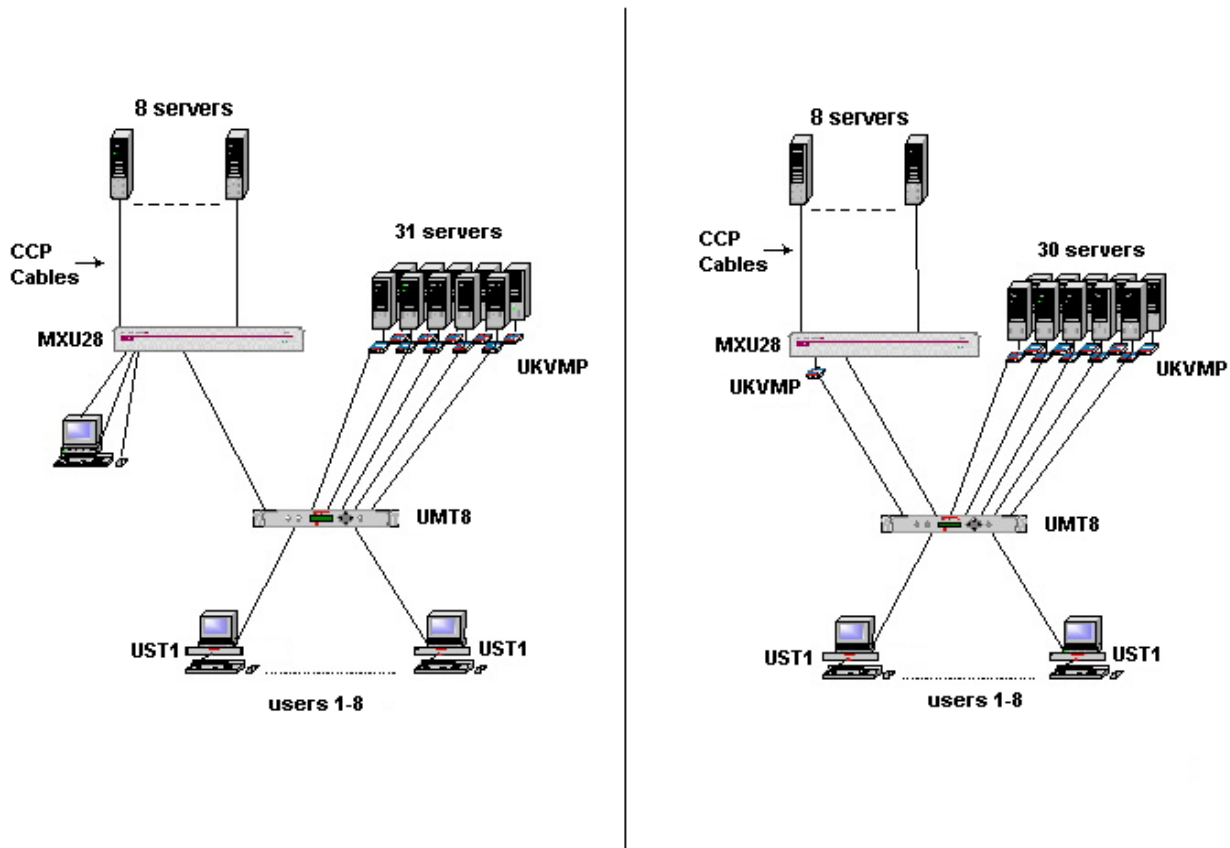 8 servers
CCP
Cables
31 servers
MXU28
UKVMP
UMT8
UST1
UST1
users 1-8
8 servers
CCP
Cables
30 servers
MXU28
UKVMP
UKVMP
UMT8
UST1
UST1
users 1-8